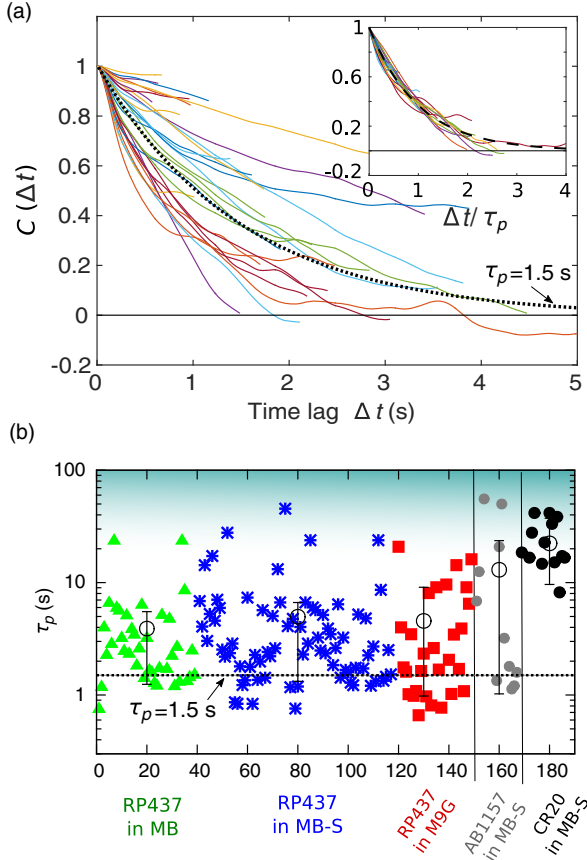 (a)
1
0.8
0.6
0.4
0.2
0
-0.2
C (Δt)
0 1 2 3 4 5
Time lag Δ t (s)
τp=1.5 s
1
0.6
0.2
-0.2
0 1 2 3 4
Δt/ τp
(b)
100
10
1
τp (s)
τp=1.5 s
0 20 40 60 80 100 120 140 160 180
RP437
in MB
RP437
in MB-S
RP437
in M9G
AB1157
in MB-S
CR20
in MB-S